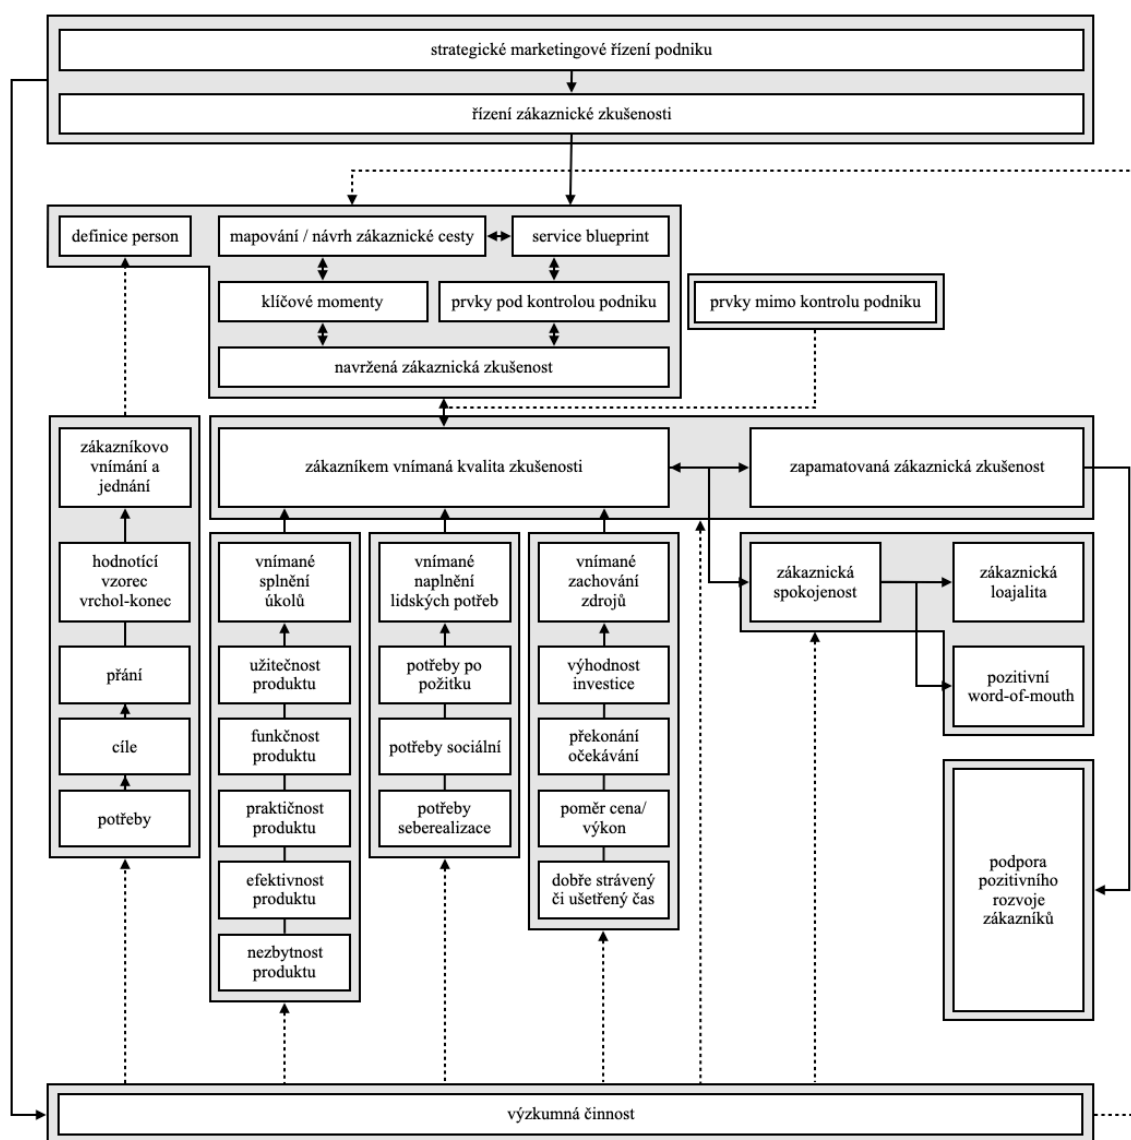 strategické marketingové řízení podniku
řízení zákaznické zkušenosti
definice person
mapování / návrh zákaznické cesty
service blueprint
klíčové momenty
prvky pod kontrolou podniku
prvky mimo kontrolu podniku
navržená zákaznická zkušenost
zákazníkovo
vnímání a
jednání
hodnotící
vzorec
vrchol-konec
přání
cíle
potřeby
zákazníkem vnímaná kvalita zkušenosti
zapamatovaná zákaznická zkušenost
vnímané
splnění
úkolů
užitečnost
produktu
funkčnost
produktu
praktičnost
produktu
efektivnost
produktu
nezbytnost
produktu
vnímané
naplnění
lidských potřeb
potřeby po
požitku
potřeby sociální
potřeby
seberealizace
vnímané
zachování
zdrojů
výhodnost
investice
překonání
očekávání
poměr cena/
výkon
dobře strávený
či ušetřený čas
zákaznická
spokojenost
zákaznická
loajalita
pozitivní
word-of-mouth
podpora
pozitivního
rozvoje
zákazníků
výzkumná činnost